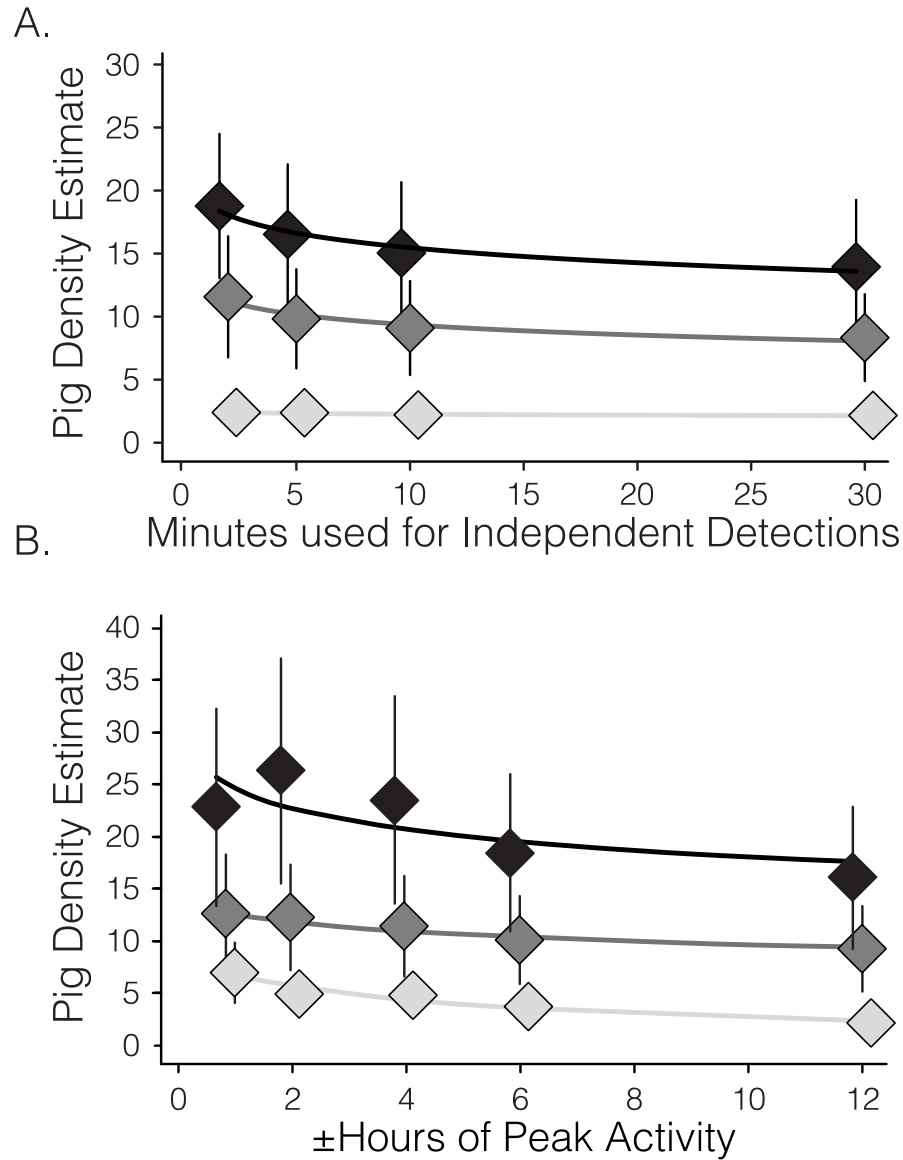 A.
Pig Density Estimate
30
25
20
15
10
5
0
0 5 10 15 20 25 30
Minutes used for Independent Detections
B.
Pig Density Estimate
40
35
30
25
20
15
10
5
0
0 2 4 6 8 10 12
±Hours of Peak Activity